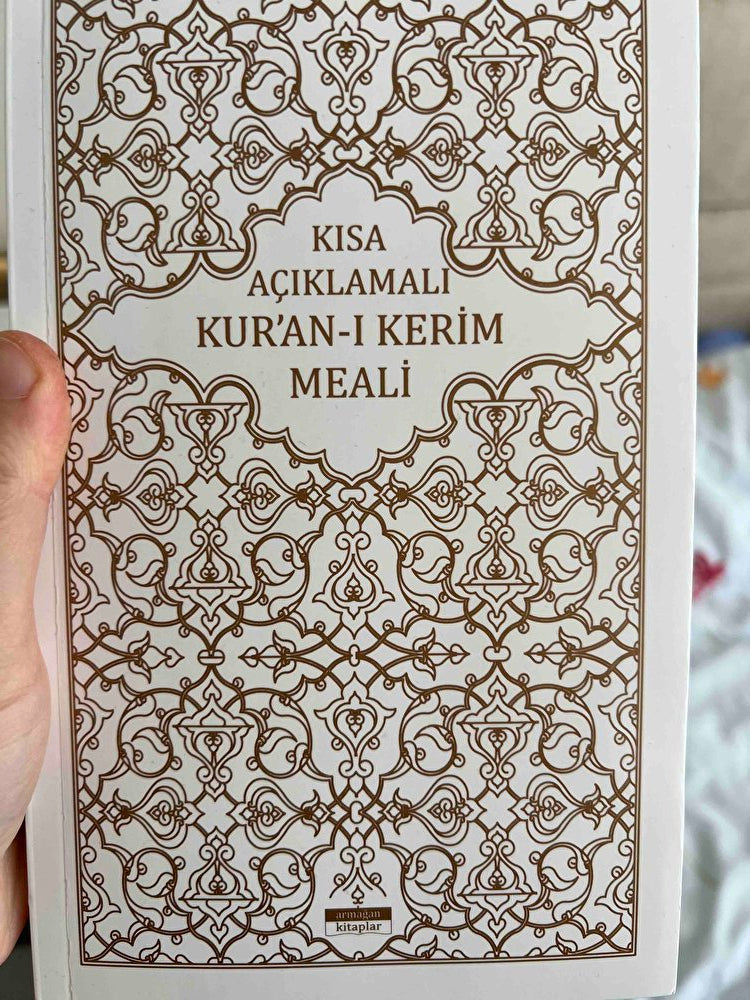 KISA
AÇIKLAMALI
KUR'AN-I KERİM
MEALİ
armağan
kitaplar